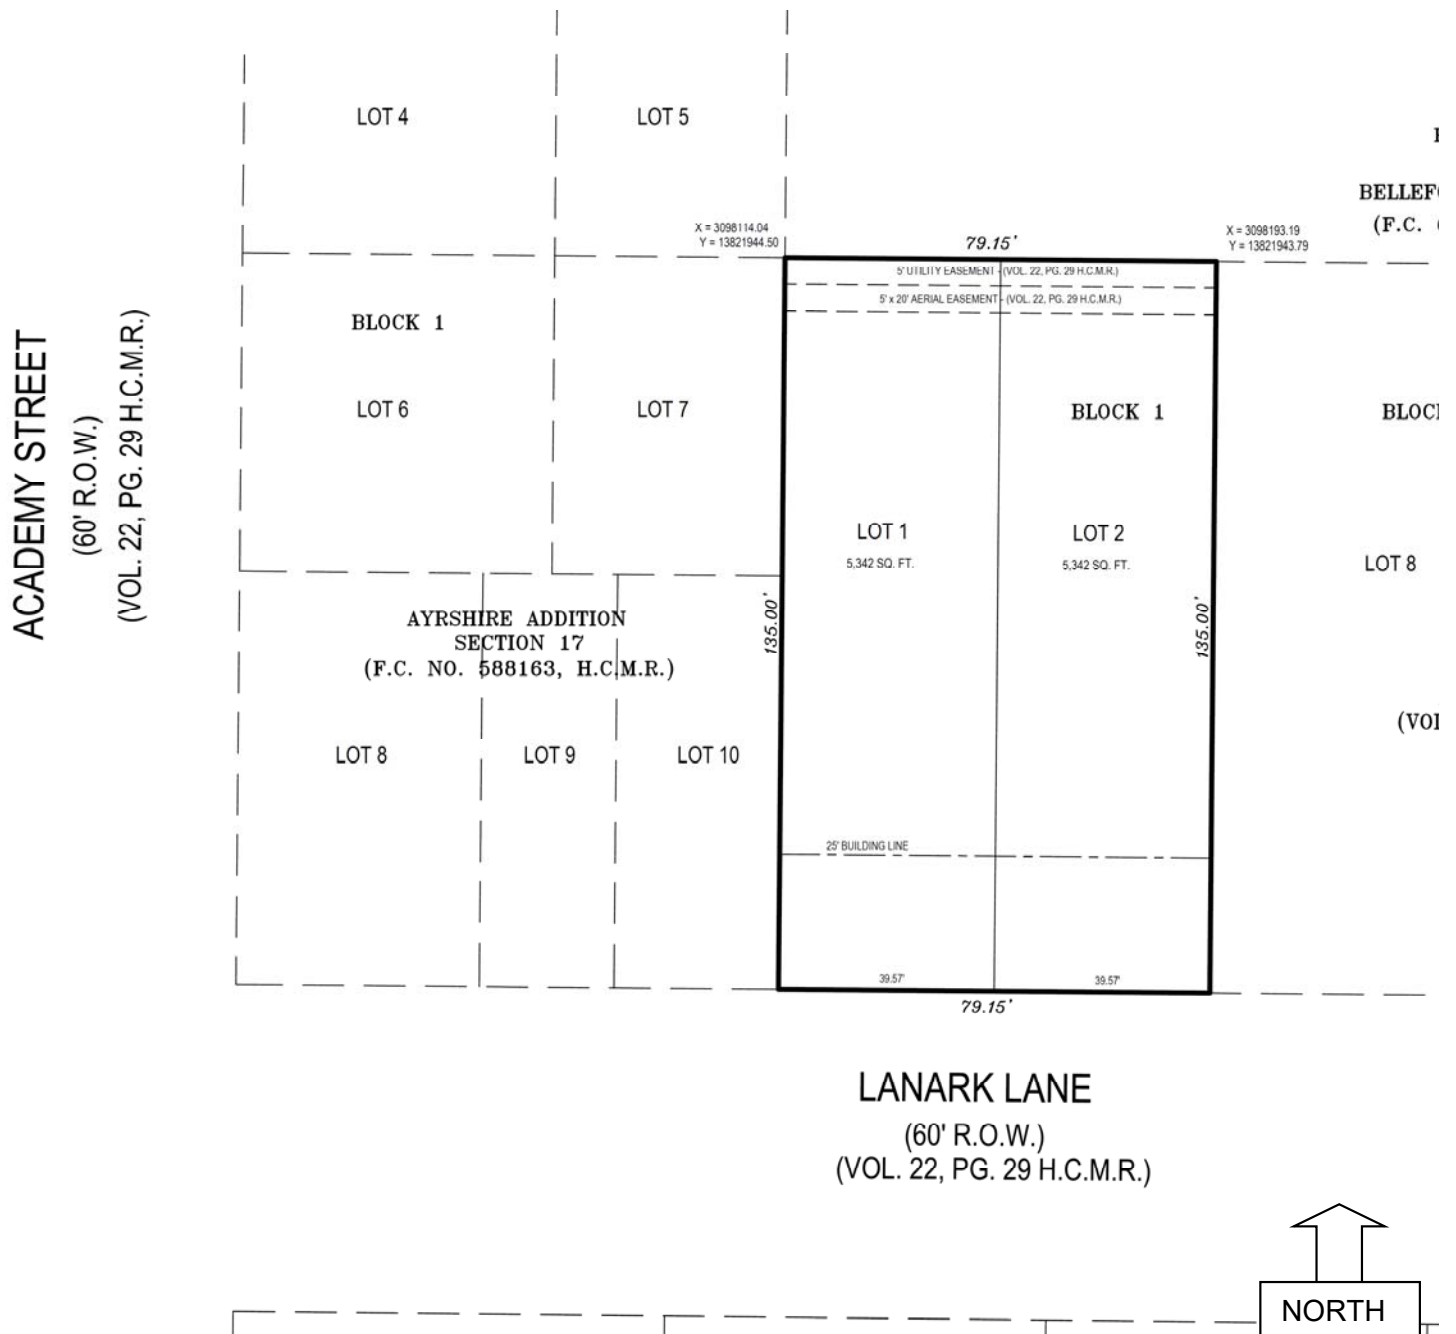 LOT 4
LOT 5
BELLEF
(F.C.
X = 3098114.04
Y = 13821944.50
79.15'
X = 3098193.19
Y = 13821943.79
5' UTILITY EASEMENT - (VOL. 22, PG. 29 H.C.M.R.)
5' x 20' AERIAL EASEMENT - (VOL. 22, PG. 29 H.C.M.R.)
ACADEMY STREET
(60' R.O.W.)
(VOL. 22, PG. 29 H.C.M.R.)
BLOCK 1
LOT 6
LOT 7
BLOCK 1
BLOCK
LOT 1
5,342 SQ. FT.
LOT 2
5,342 SQ. FT.
LOT 8
135.00'
135.00'
AYRSHIRE ADDITION
SECTION 17
(F.C. NO. 588163, H.C.M.R.)
(VOL
LOT 8
LOT 9
LOT 10
25' BUILDING LINE
39.57'
39.57'
79.15'
LANARK LANE
(60' R.O.W.)
(VOL. 22, PG. 29 H.C.M.R.)
NORTH